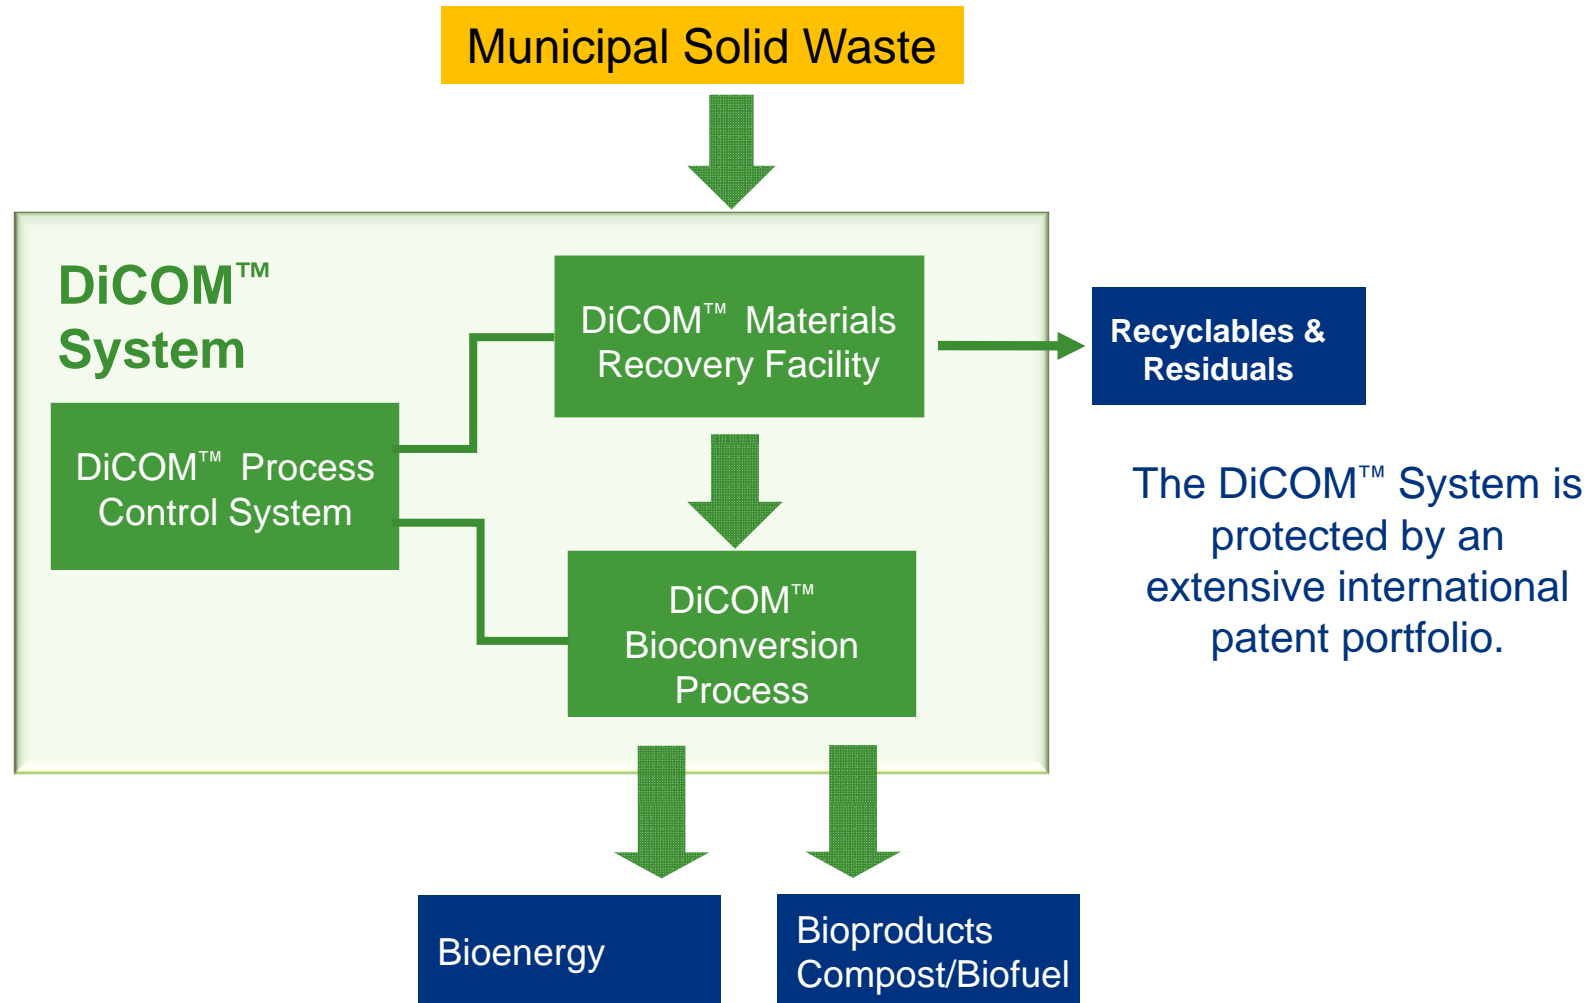 Municipal Solid Waste
DiCOM™
System
DiCOM™ Materials
Recovery Facility
Recyclables &
Residuals
DiCOM™ Process
Control System
The DiCOM™ System is
protected by an
extensive international
patent portfolio.
DiCOM™
Bioconversion
Process
Bioenergy
Bioproducts
Compost/Biofuel